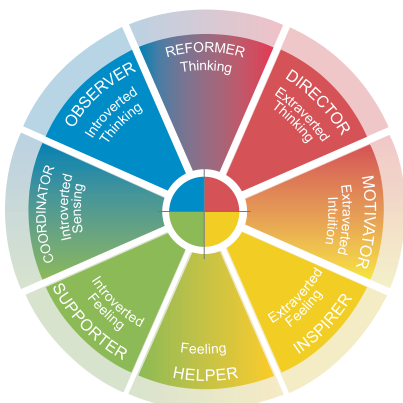 REFORMER
Thinking
DIRECTOR
Extraverted
Thinking
MOTIVATOR
Extraverted
Intuition
INSPIRER
Extraverted
Feeling
HELPER
Feeling
SUPPORTER
Introverted
Feeling
COORDINATOR
Introverted
Sensing
OBSERVER
Introverted
Thinking